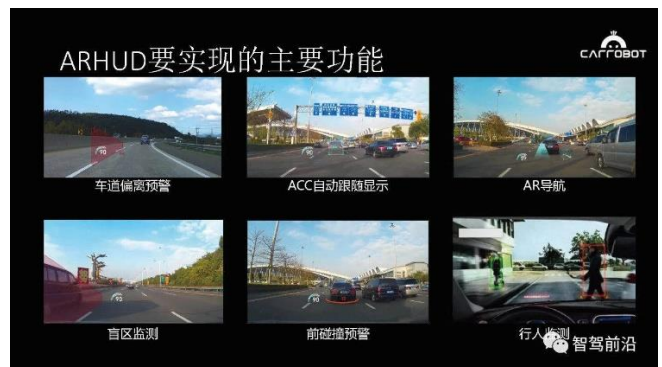 ARHUD要实现的主要功能
CArrOBOT
车道偏离预警
ACC自动跟随显示
AR导航
盲区监测
前碰撞预警
行人监测
智驾前沿